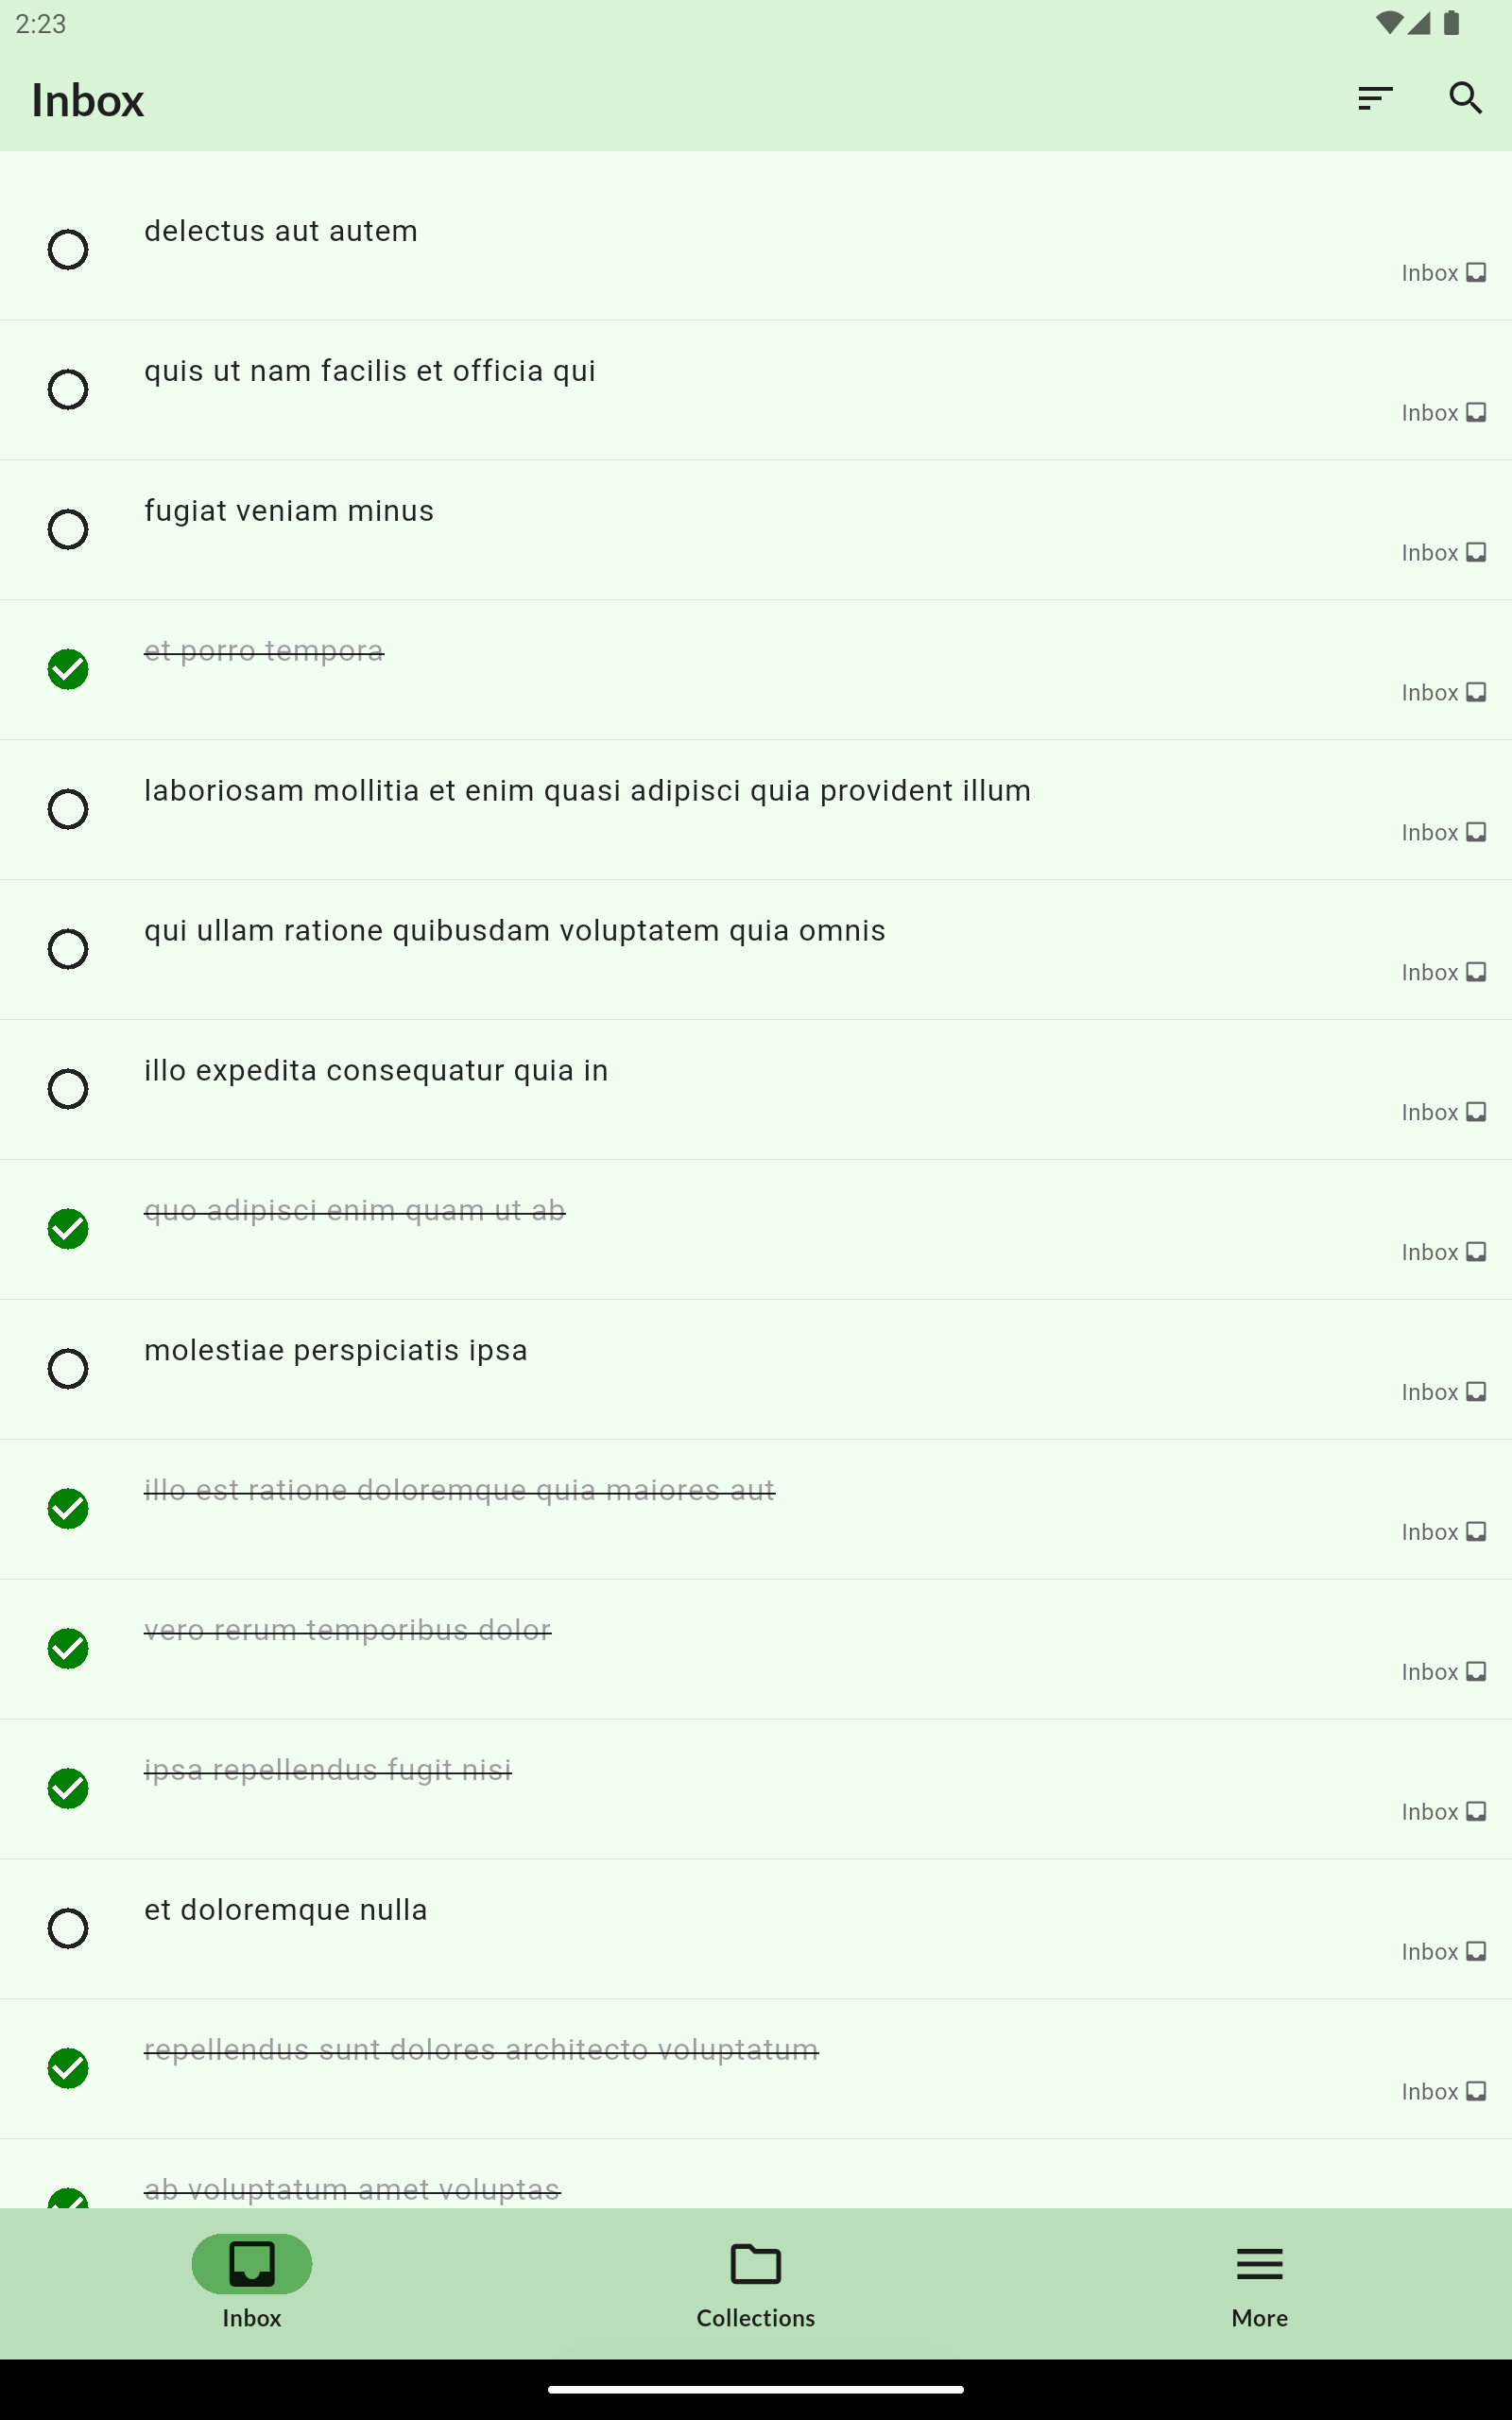 2:23
Inbox
delectus aut autem
Inbox
quis ut nam facilis et officia qui
Inbox
fugiat veniam minus
Inbox
et porro tempora
Inbox
laboriosam mollitia et enim quasi adipisci quia provident illum
Inbox
qui ullam ratione quibusdam voluptatem quia omnis
Inbox
illo expedita consequatur quia in
Inbox
quo adipisci enim quam ut ab
Inbox
molestiae perspiciatis ipsa
Inbox
illo est ratione doloremque quia maiores aut
Inbox
vero rerum temporibus dolor
Inbox
ipsa repellendus fugit nisi
Inbox
et doloremque nulla
Inbox
repellendus sunt dolores architecto voluptatum
Inbox
ab voluptatum amet voluptas
Inbox
Collections
More